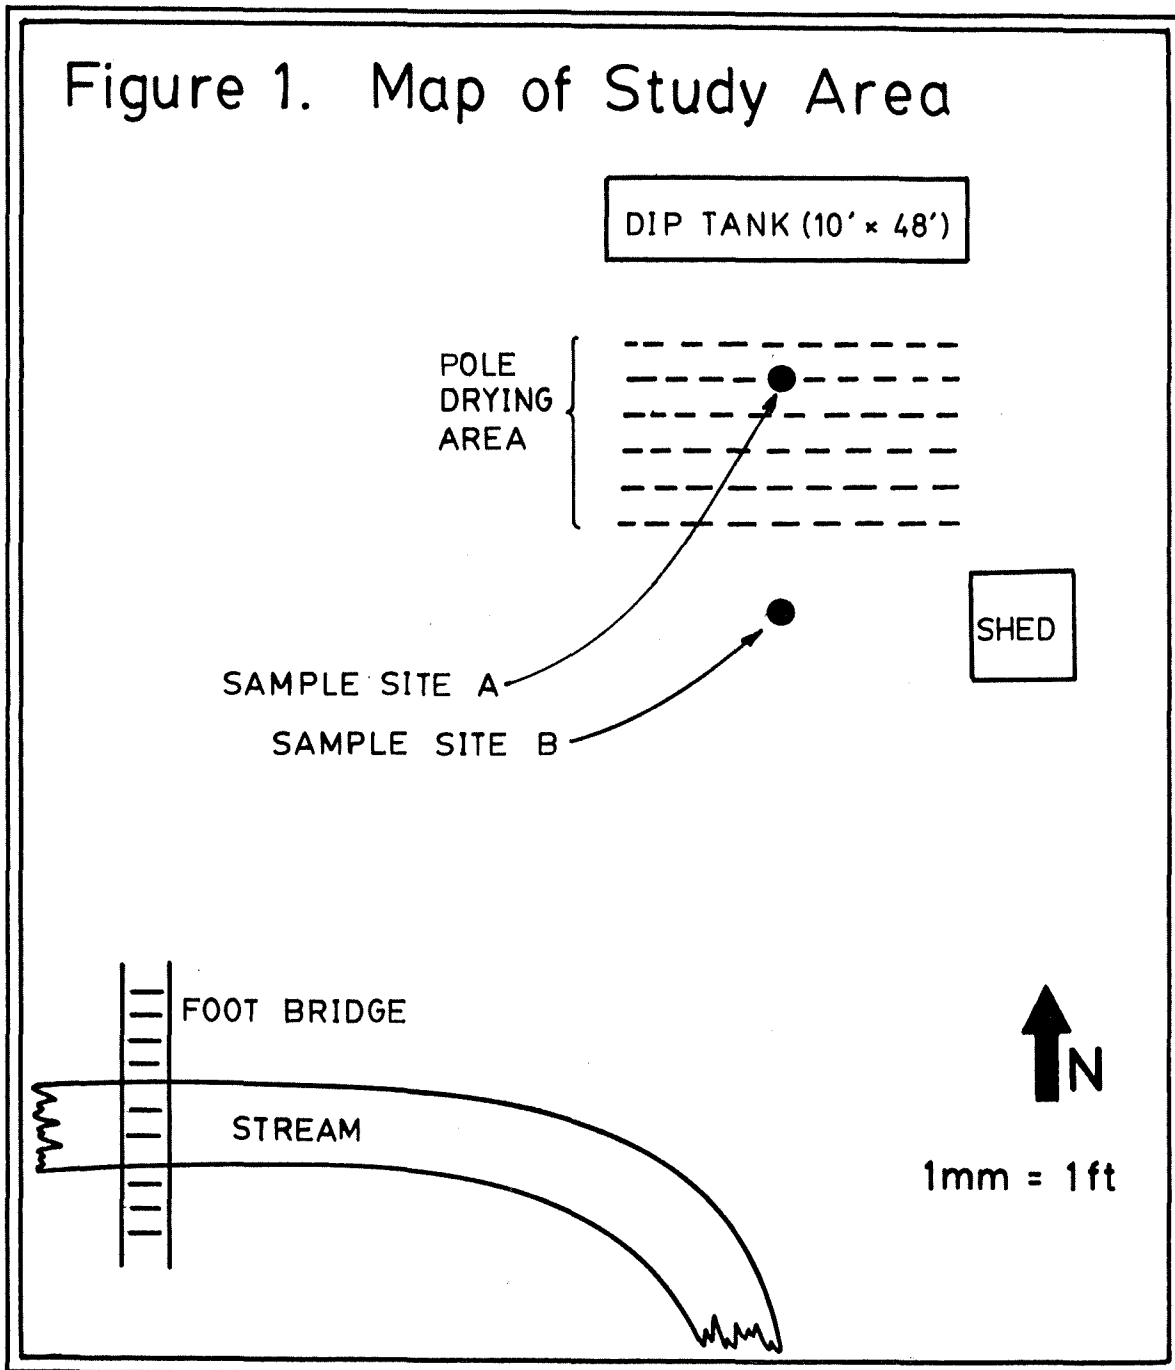 Figure 1. Map of Study Area
DIP TANK (10' × 48')
POLE
DRYING
AREA
SHED
SAMPLE SITE A
SAMPLE SITE B
FOOT BRIDGE
N
STREAM
1mm = 1ft